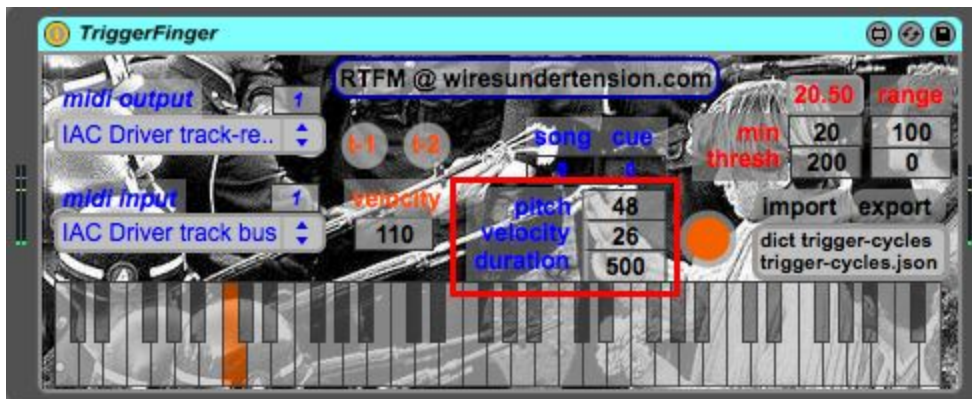 TriggerFinger
RTFM @ wiresundertension.com
midi output 1
IAC Driver track-re..
t-1 t-2
song cue
20.50 range
min 20. 100
thresh 200 0
midi input 1
IAC Driver track bus
velocity
110
pitch 48
velocity 26
duration 500
import export
dict trigger-cycles
trigger-cycles.json